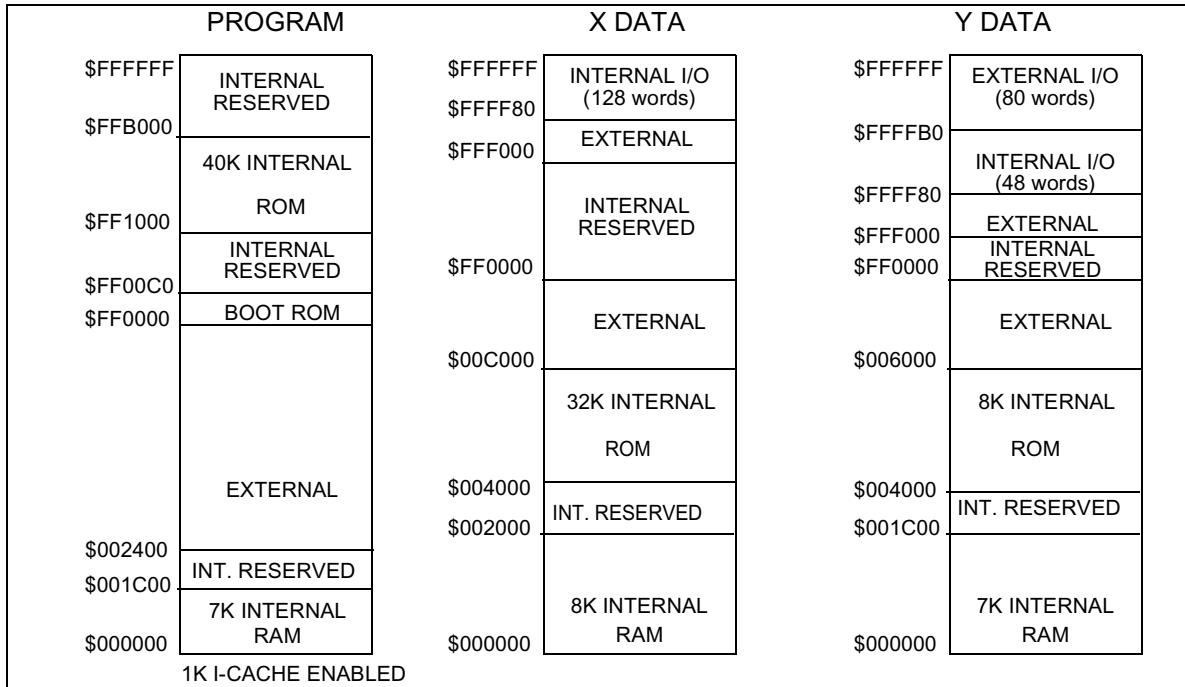 PROGRAM
$FFFFFF
INTERNAL
RESERVED
$FFB000
40K INTERNAL
ROM
$FF1000
INTERNAL
RESERVED
$FF00C0
BOOT ROM
$FF0000
EXTERNAL
$002400
INT. RESERVED
$001C00
7K INTERNAL
RAM
$000000
1K I-CACHE ENABLED
X DATA
$FFFFFF
INTERNAL I/O
(128 words)
$FFFF80
EXTERNAL
$FFF000
INTERNAL
RESERVED
$FF0000
EXTERNAL
$00C000
32K INTERNAL
ROM
$004000
INT. RESERVED
$002000
8K INTERNAL
RAM
$000000
Y DATA
$FFFFFF
EXTERNAL I/O
(80 words)
$FFFFB0
INTERNAL I/O
(48 words)
$FFFF80
EXTERNAL
$FFF000
INTERNAL
RESERVED
$FF0000
EXTERNAL
$006000
8K INTERNAL
ROM
$004000
INT. RESERVED
$001C00
7K INTERNAL
RAM
$000000